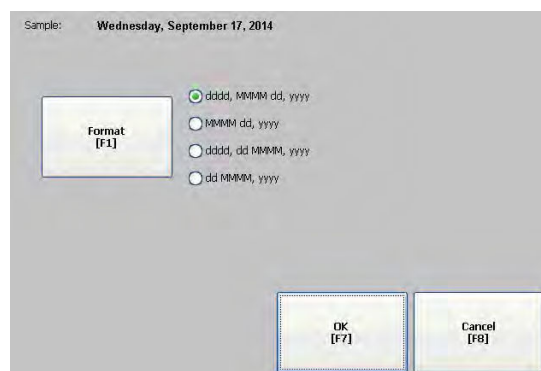 Sample: Wednesday, September 17, 2014
dddd, MMMM dd, yyyy
Format
[F1]
MMMM dd, yyyy
dddd, dd MMMM, yyyy
dd MMMM, yyyy
OK
[F7]
Cancel
[F8]